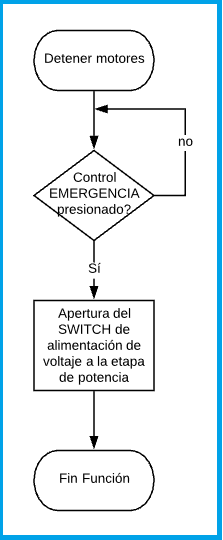 Detener motores
no
Control
EMERGENCIA
presionado?
Sí
Apertura del
SWITCH de
alimentación de
voltaje a la etapa
de potencia
Fin Función